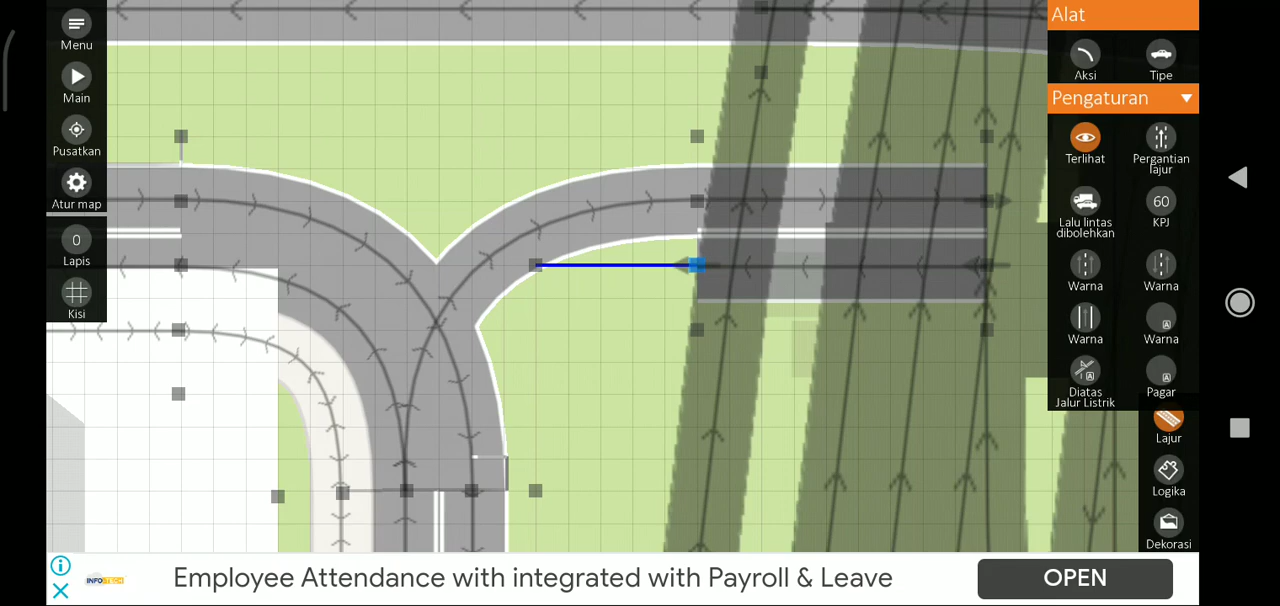 Menu
Main
Pusatkan
Atur map
0
Lapis
Kisi
Alat
Aksi
Tipe
Pengaturan
Terlihat
Pergantian
lajur
Lalu lintas
dibolehkan
60
KPJ
Warna
Warna
Warna
A
Warna
A
Diatas
Jalur Listrik
A
Pagar
Lajur
Logika
Dekorasi
INFOTECH
Employee Attendance with integrated with Payroll & Leave
OPEN